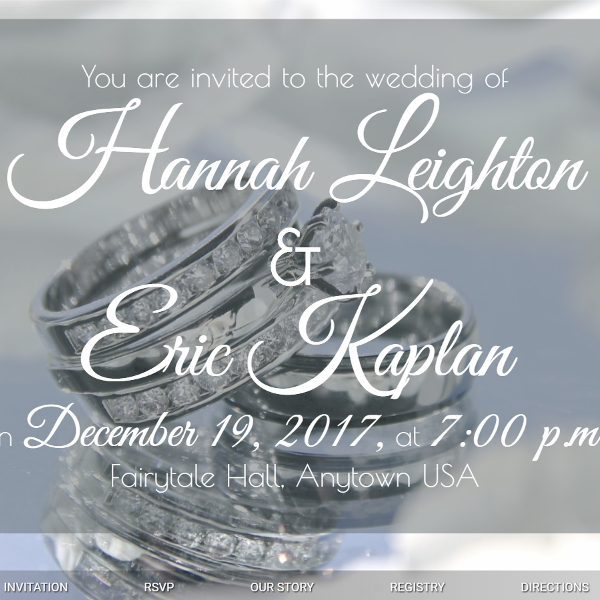 You are invited to the wedding of
Hannah Leighton
&
Eric Kaplan
n December 19, 2017, at 7:00 p.m
Fairytale Hall, Anytown USA
INVITATION RSVP OUR STORY REGISTRY DIRECTIONS